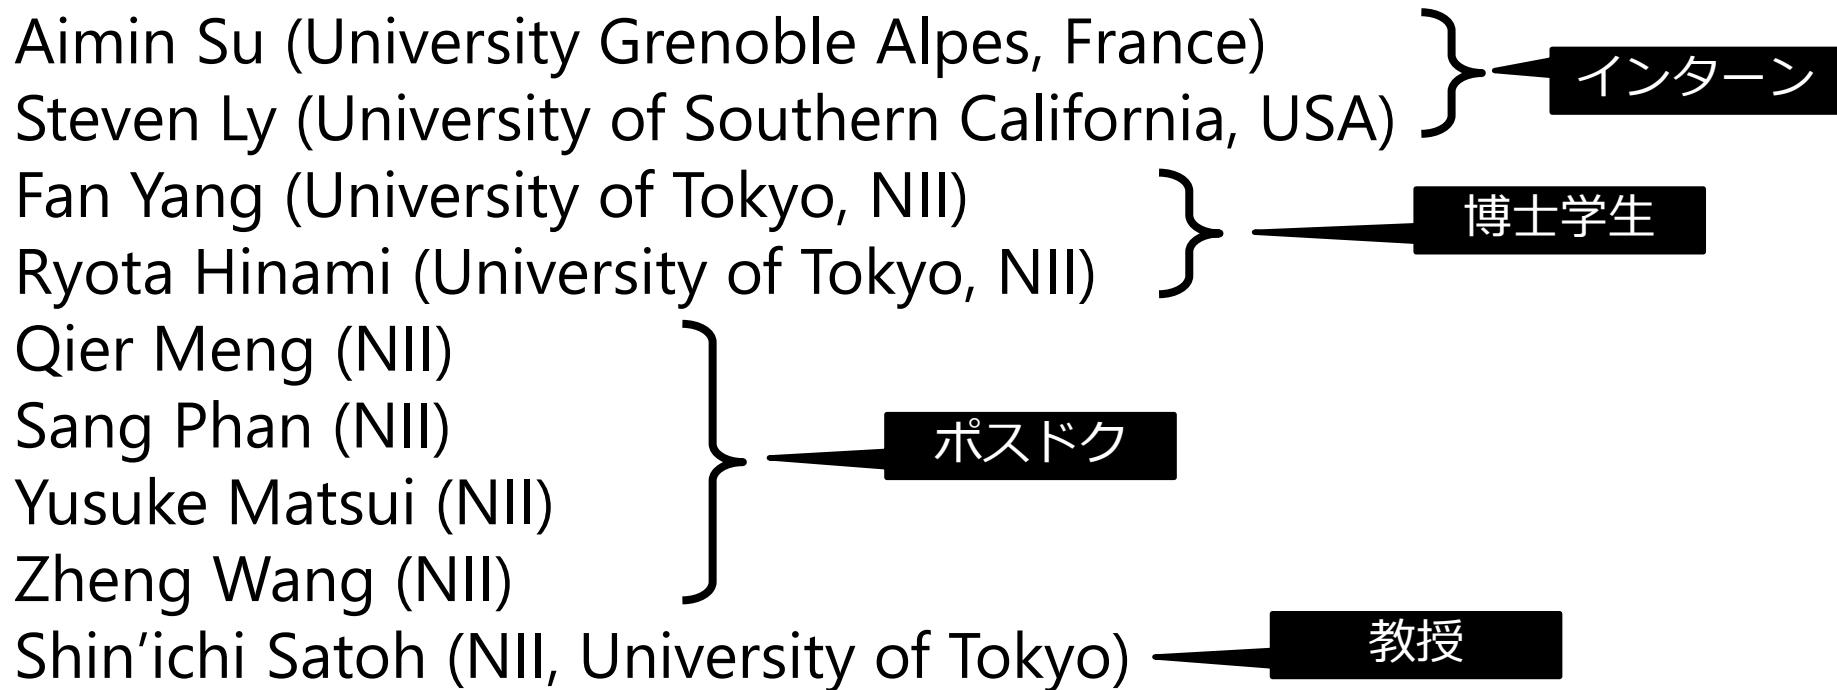 Aimin Su (University Grenoble Alpes, France)
インターン
Steven Ly (University of Southern California, USA)
Fan Yang (University of Tokyo, NII)
博士学生
Ryota Hinami (University of Tokyo, NII)
Qier Meng (NII)
Sang Phan (NII)
ポスドク
Yusuke Matsui (NII)
Zheng Wang (NII)
Shin’ichi Satoh (NII, University of Tokyo)
教授